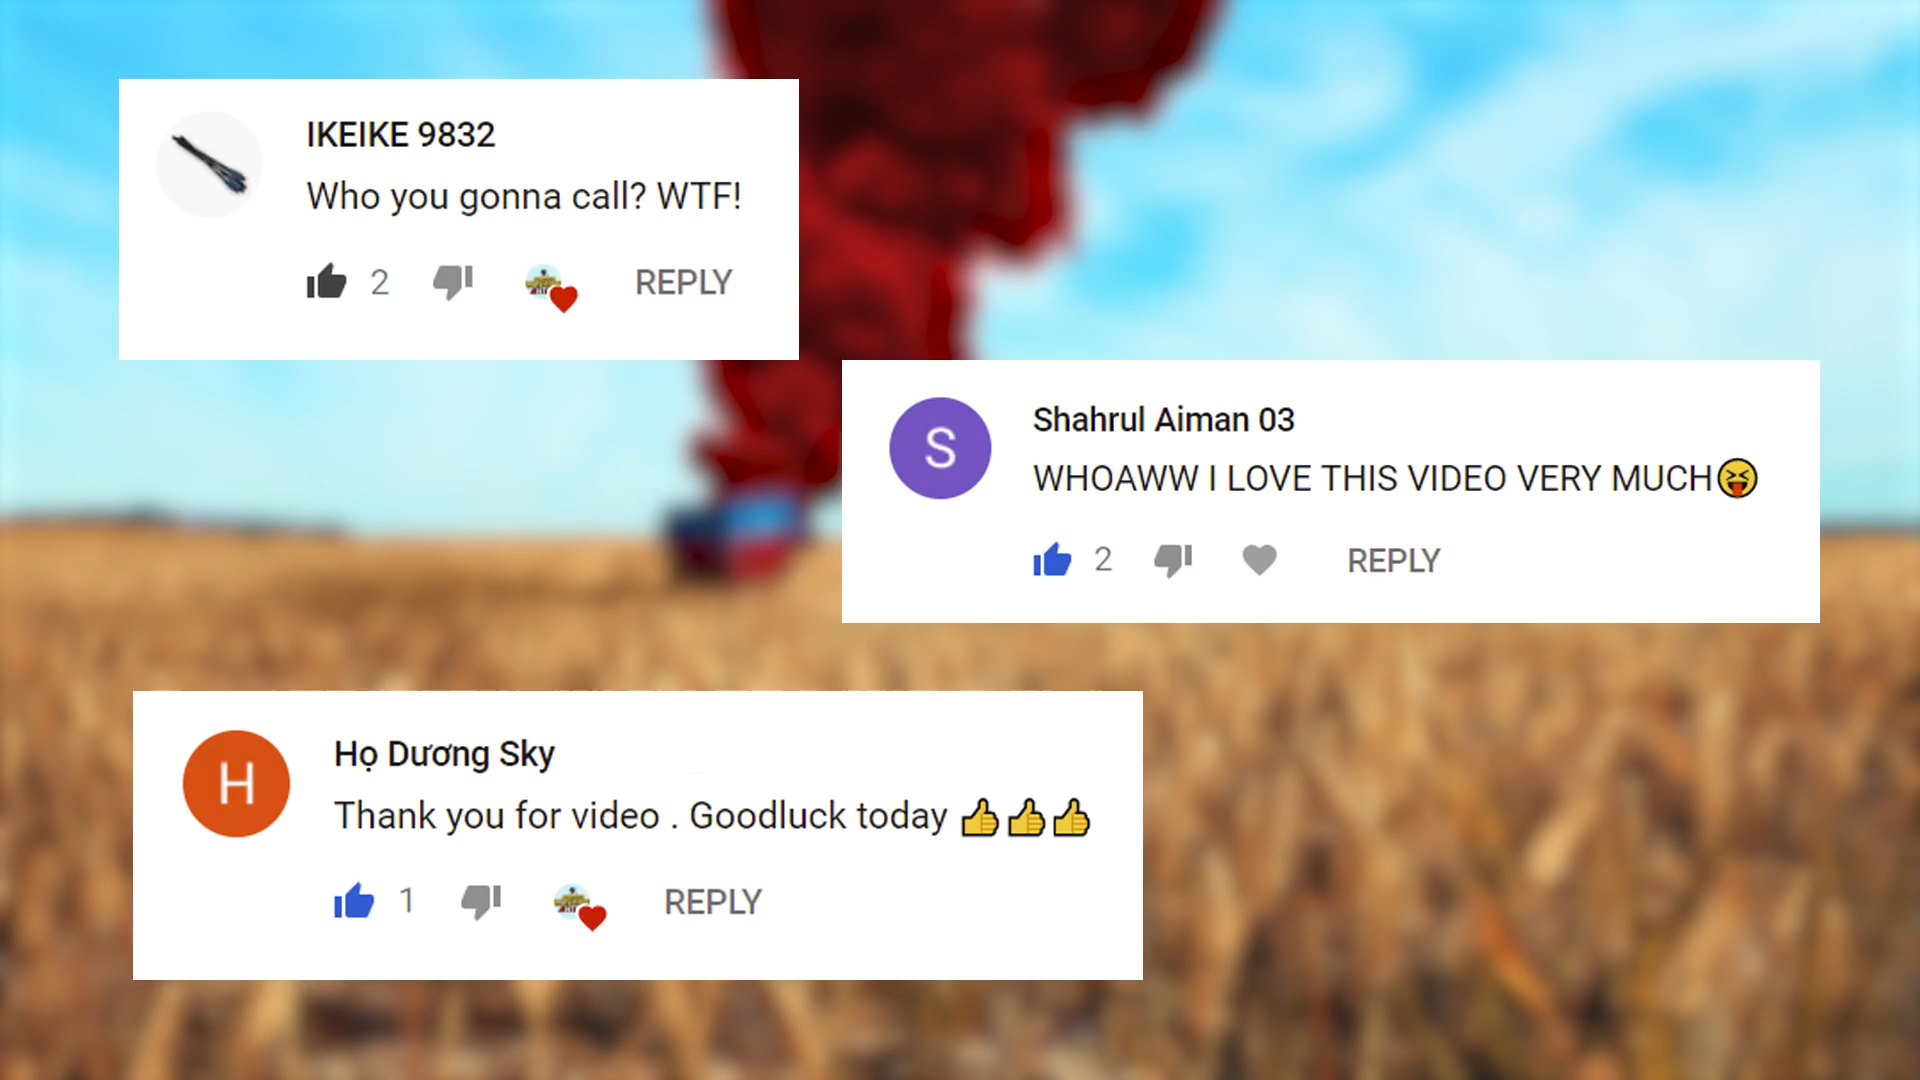 IKEIKE 9832
Who you gonna call? WTF!
2 REPLY
S
Shahrul Aiman 03
WHOAWW I LOVE THIS VIDEO VERY MUCH😝
2 REPLY
H
Họ Dương Sky
Thank you for video . Goodluck today 👍👍👍
1 REPLY